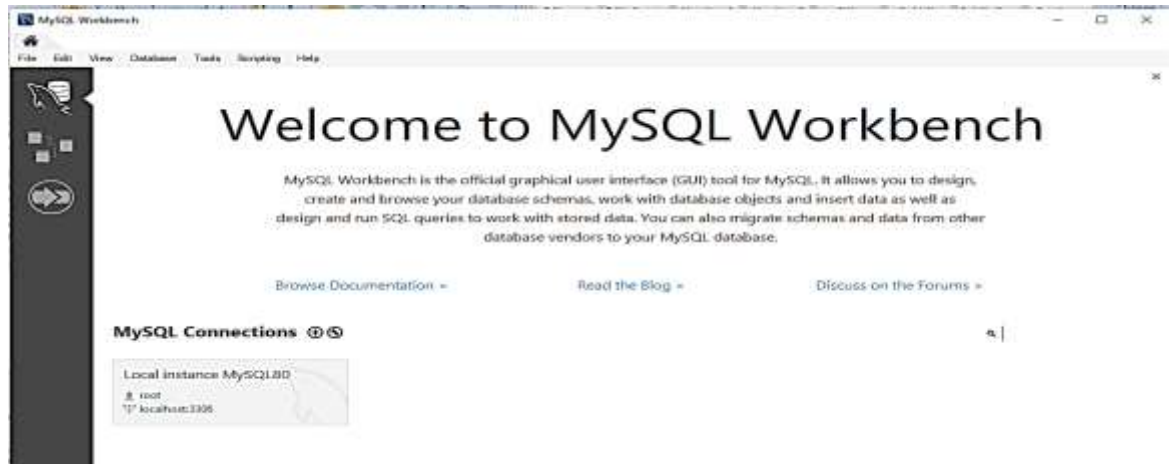 MySQL Workbench
File Edit View Database Tools Scripting Help
Welcome to MySQL Workbench
MySQL Workbench is the official graphical user interface (GUI) tool for MySQL. It allows you to design,
create and browse your database schemas, work with database objects and insert data as well as
design and run SQL queries to work with stored data. You can also migrate schemas and data from other
database vendors to your MySQL database.
Browse Documentation > Read the Blog > Discuss on the Forums >
MySQL Connections
Local instance MySQL80
root
localhost:3306